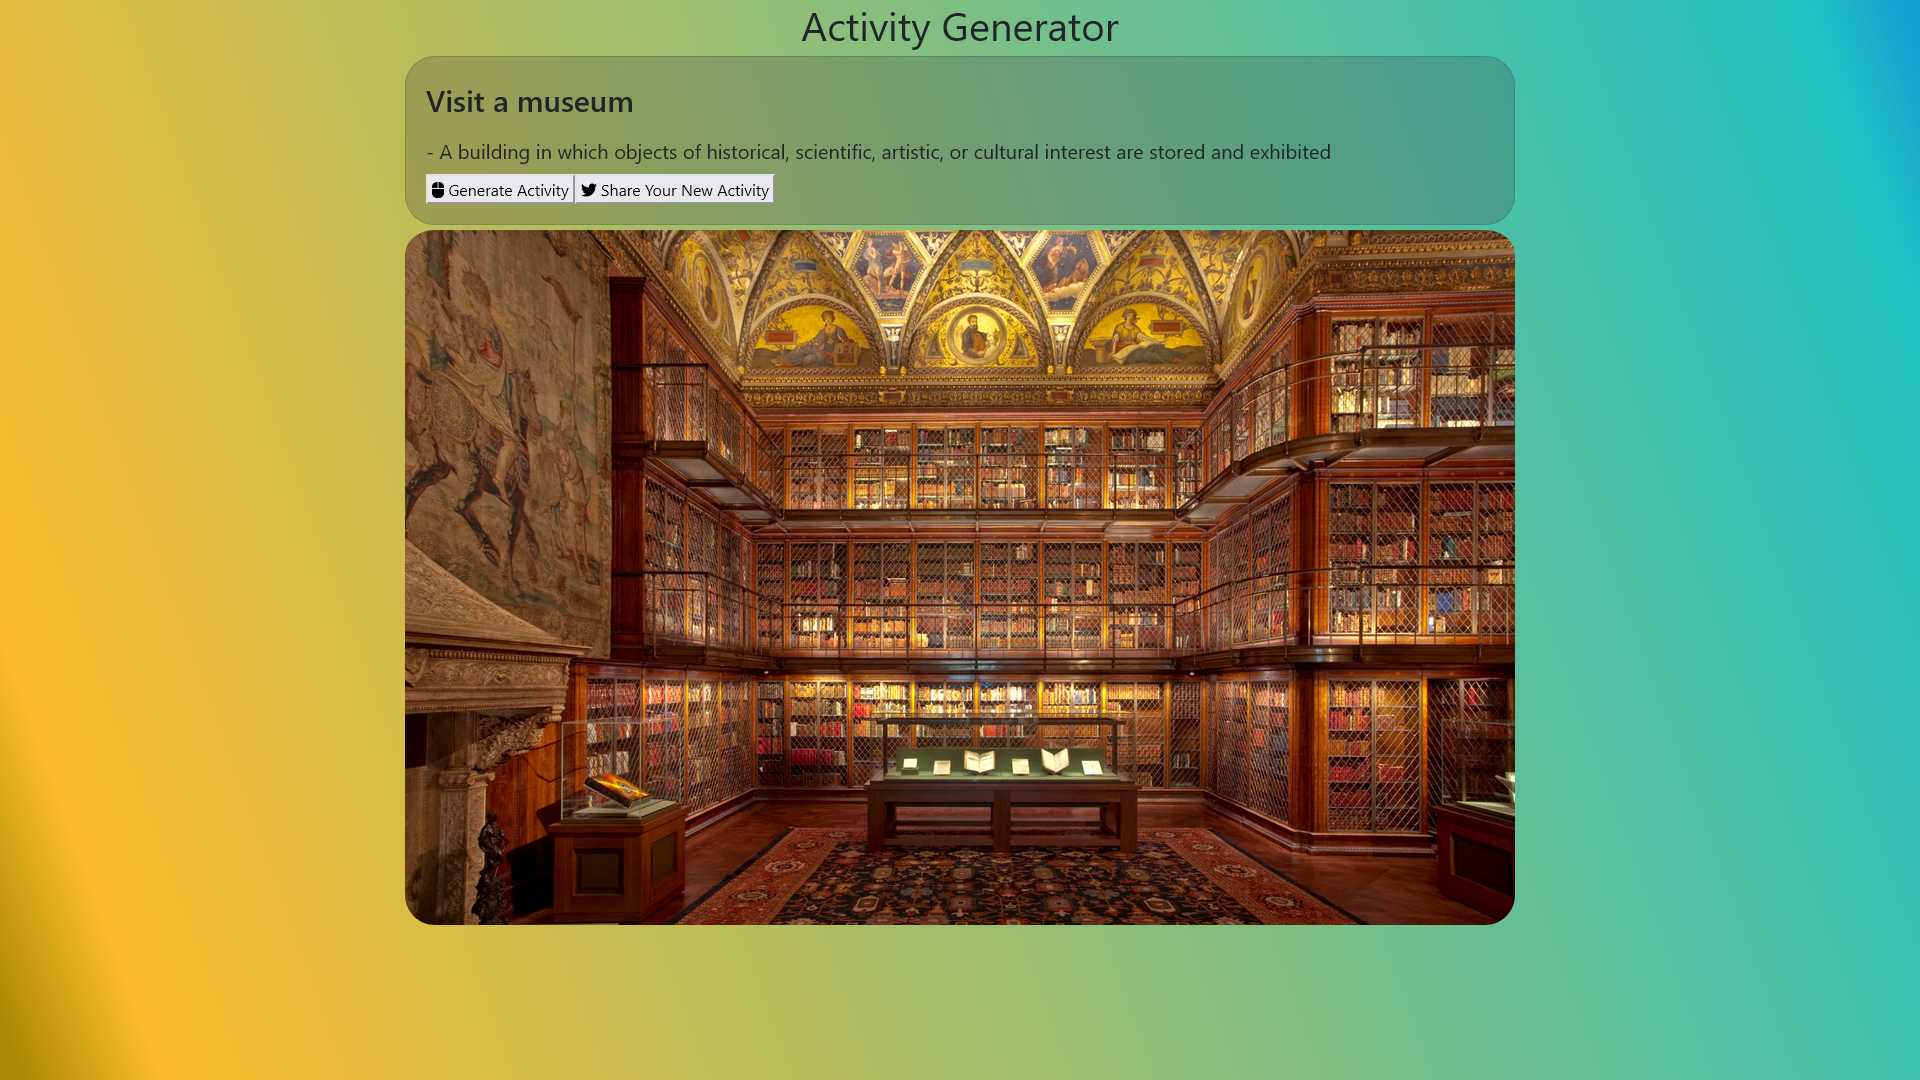 Activity Generator
Visit a museum
- A building in which objects of historical, scientific, artistic, or cultural interest are stored and exhibited
Generate Activity Share Your New Activity